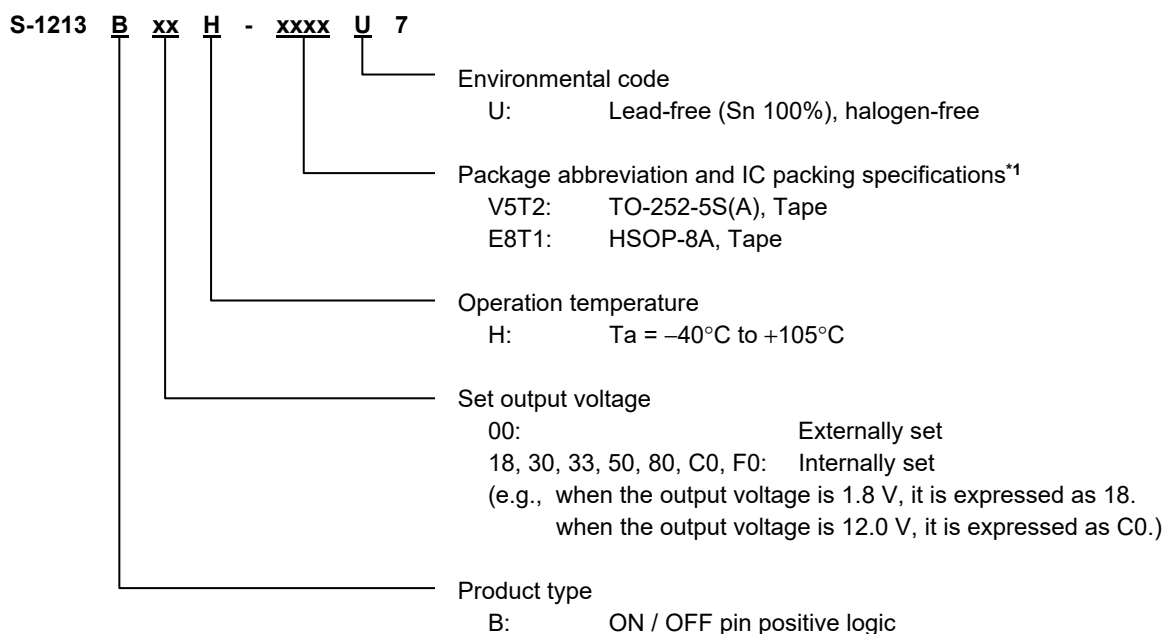 S-1213 B xx H - xxxx U 7
Environmental code
U: Lead-free (Sn 100%), halogen-free
Package abbreviation and IC packing specifications*1
V5T2: TO-252-5S(A), Tape
E8T1: HSOP-8A, Tape
Operation temperature
H: Ta = −40°C to +105°C
Set output voltage
00: Externally set
18, 30, 33, 50, 80, C0, F0: Internally set
(e.g., when the output voltage is 1.8 V, it is expressed as 18.
when the output voltage is 12.0 V, it is expressed as C0.)
Product type
B: ON / OFF pin positive logic